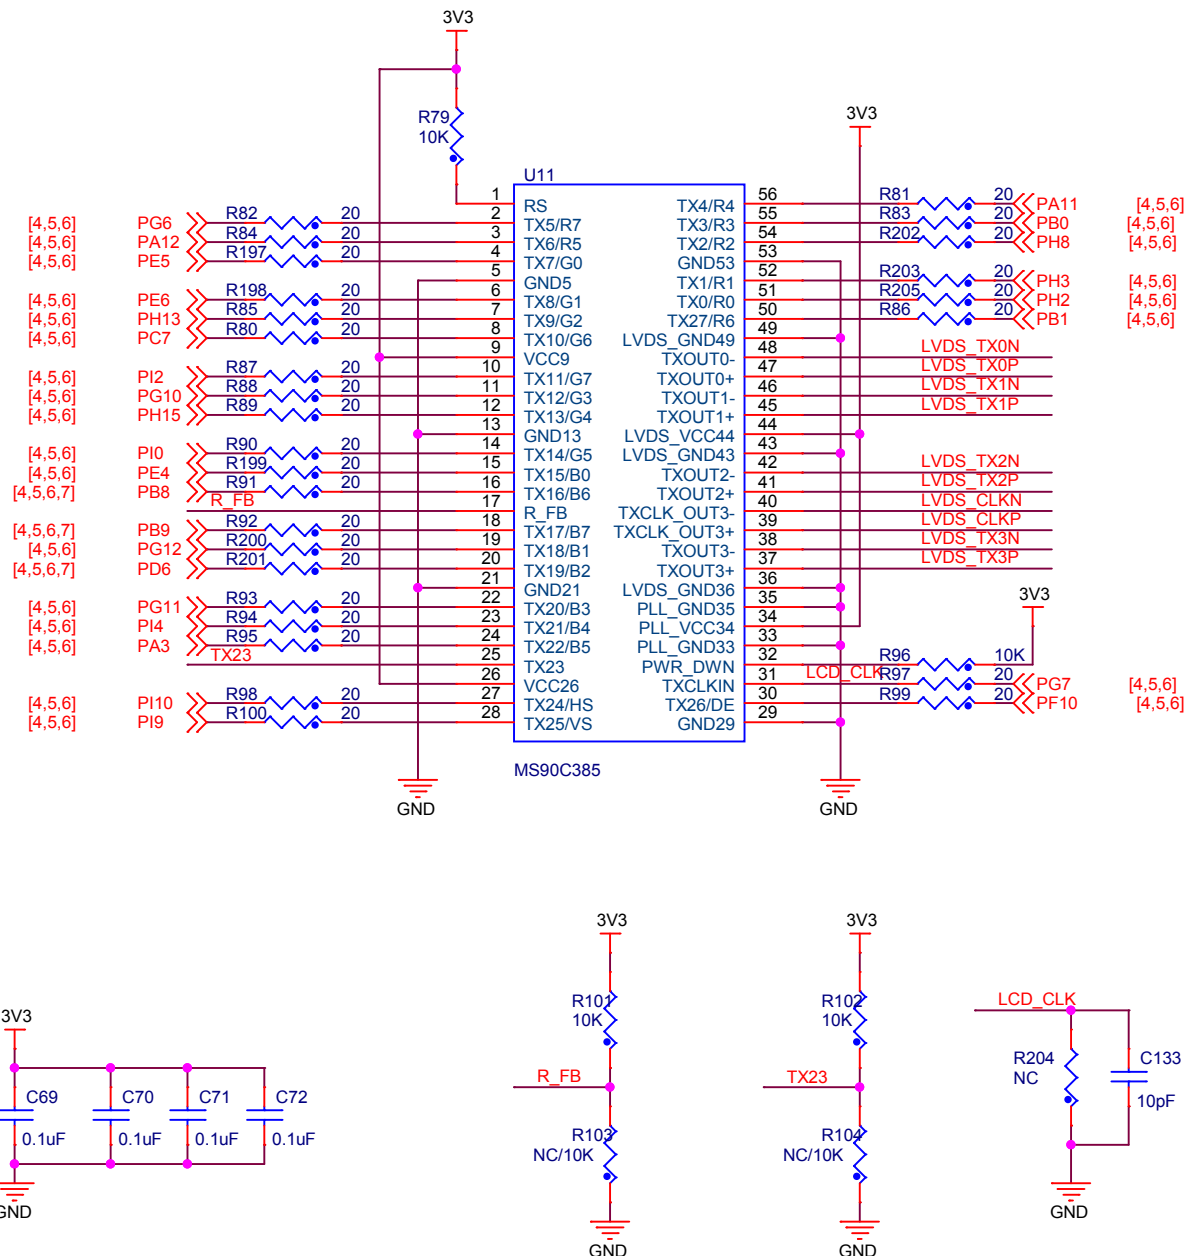 3V3
R79
10K
3V3
U11
1 RS TX4/R4 56 R81 20 PA11 [4,5,6]
[4,5,6] PG6 R82 20 2 TX5/R7 TX3/R3 55 R83 20 PB0 [4,5,6]
[4,5,6] PA12 R84 20 3 TX6/R5 TX2/R2 54 R202 20 PH8 [4,5,6]
[4,5,6] PE5 R197 20 4 TX7/G0 GND53 53
5 GND5 TX1/R1 52 R203 20 PH3 [4,5,6]
[4,5,6] PE6 R198 20 6 TX8/G1 TX0/R0 51 R205 20 PH2 [4,5,6]
[4,5,6] PH13 R85 20 7 TX9/G2 TX27/R6 50 R86 20 PB1 [4,5,6]
[4,5,6] PC7 R80 20 8 TX10/G6 LVDS_GND49 49
9 VCC9 TXOUT0- 48 LVDS_TX0N
[4,5,6] PI2 R87 20 10 TX11/G7 TXOUT0+ 47 LVDS_TX0P
[4,5,6] PG10 R88 20 11 TX12/G3 TXOUT1- 46 LVDS_TX1N
[4,5,6] PH15 R89 20 12 TX13/G4 TXOUT1+ 45 LVDS_TX1P
13 GND13 LVDS_VCC44 44
[4,5,6] PI0 R90 20 14 TX14/G5 LVDS_GND43 43
[4,5,6] PE4 R199 20 15 TX15/B0 TXOUT2- 42 LVDS_TX2N
[4,5,6,7] PB8 R91 20 16 TX16/B6 TXOUT2+ 41 LVDS_TX2P
R_FB 17 R_FB TXCLK_OUT3- 40 LVDS_CLKN
[4,5,6,7] PB9 R92 20 18 TX17/B7 TXCLK_OUT3+ 39 LVDS_CLKP
[4,5,6] PG12 R200 20 19 TX18/B1 TXOUT3- 38 LVDS_TX3N
[4,5,6,7] PD6 R201 20 20 TX19/B2 TXOUT3+ 37 LVDS_TX3P
21 GND21 LVDS_GND36 36
[4,5,6] PG11 R93 20 22 TX20/B3 PLL_GND35 35 3V3
[4,5,6] PI4 R94 20 23 TX21/B4 PLL_VCC34 34
[4,5,6] PA3 R95 20 24 TX22/B5 PLL_GND33 33
TX23 25 TX23 PWR_DWN 32 R96 10K
26 VCC26 TXCLKIN 31 LCD_CLK R97 20 PG7 [4,5,6]
[4,5,6] PI10 R98 20 27 TX24/HS TX26/DE 30 R99 20 PF10 [4,5,6]
[4,5,6] PI9 R100 20 28 TX25/VS GND29 29
MS90C385
GND GND
3V3 3V3
R101 10K
R102 10K
LCD_CLK
3V3
R204 NC
C133 10pF
R_FB TX23
C69 C70 C71 C72
0.1uF 0.1uF 0.1uF 0.1uF
R103 NC/10K
R104 NC/10K
GND GND
GND GND